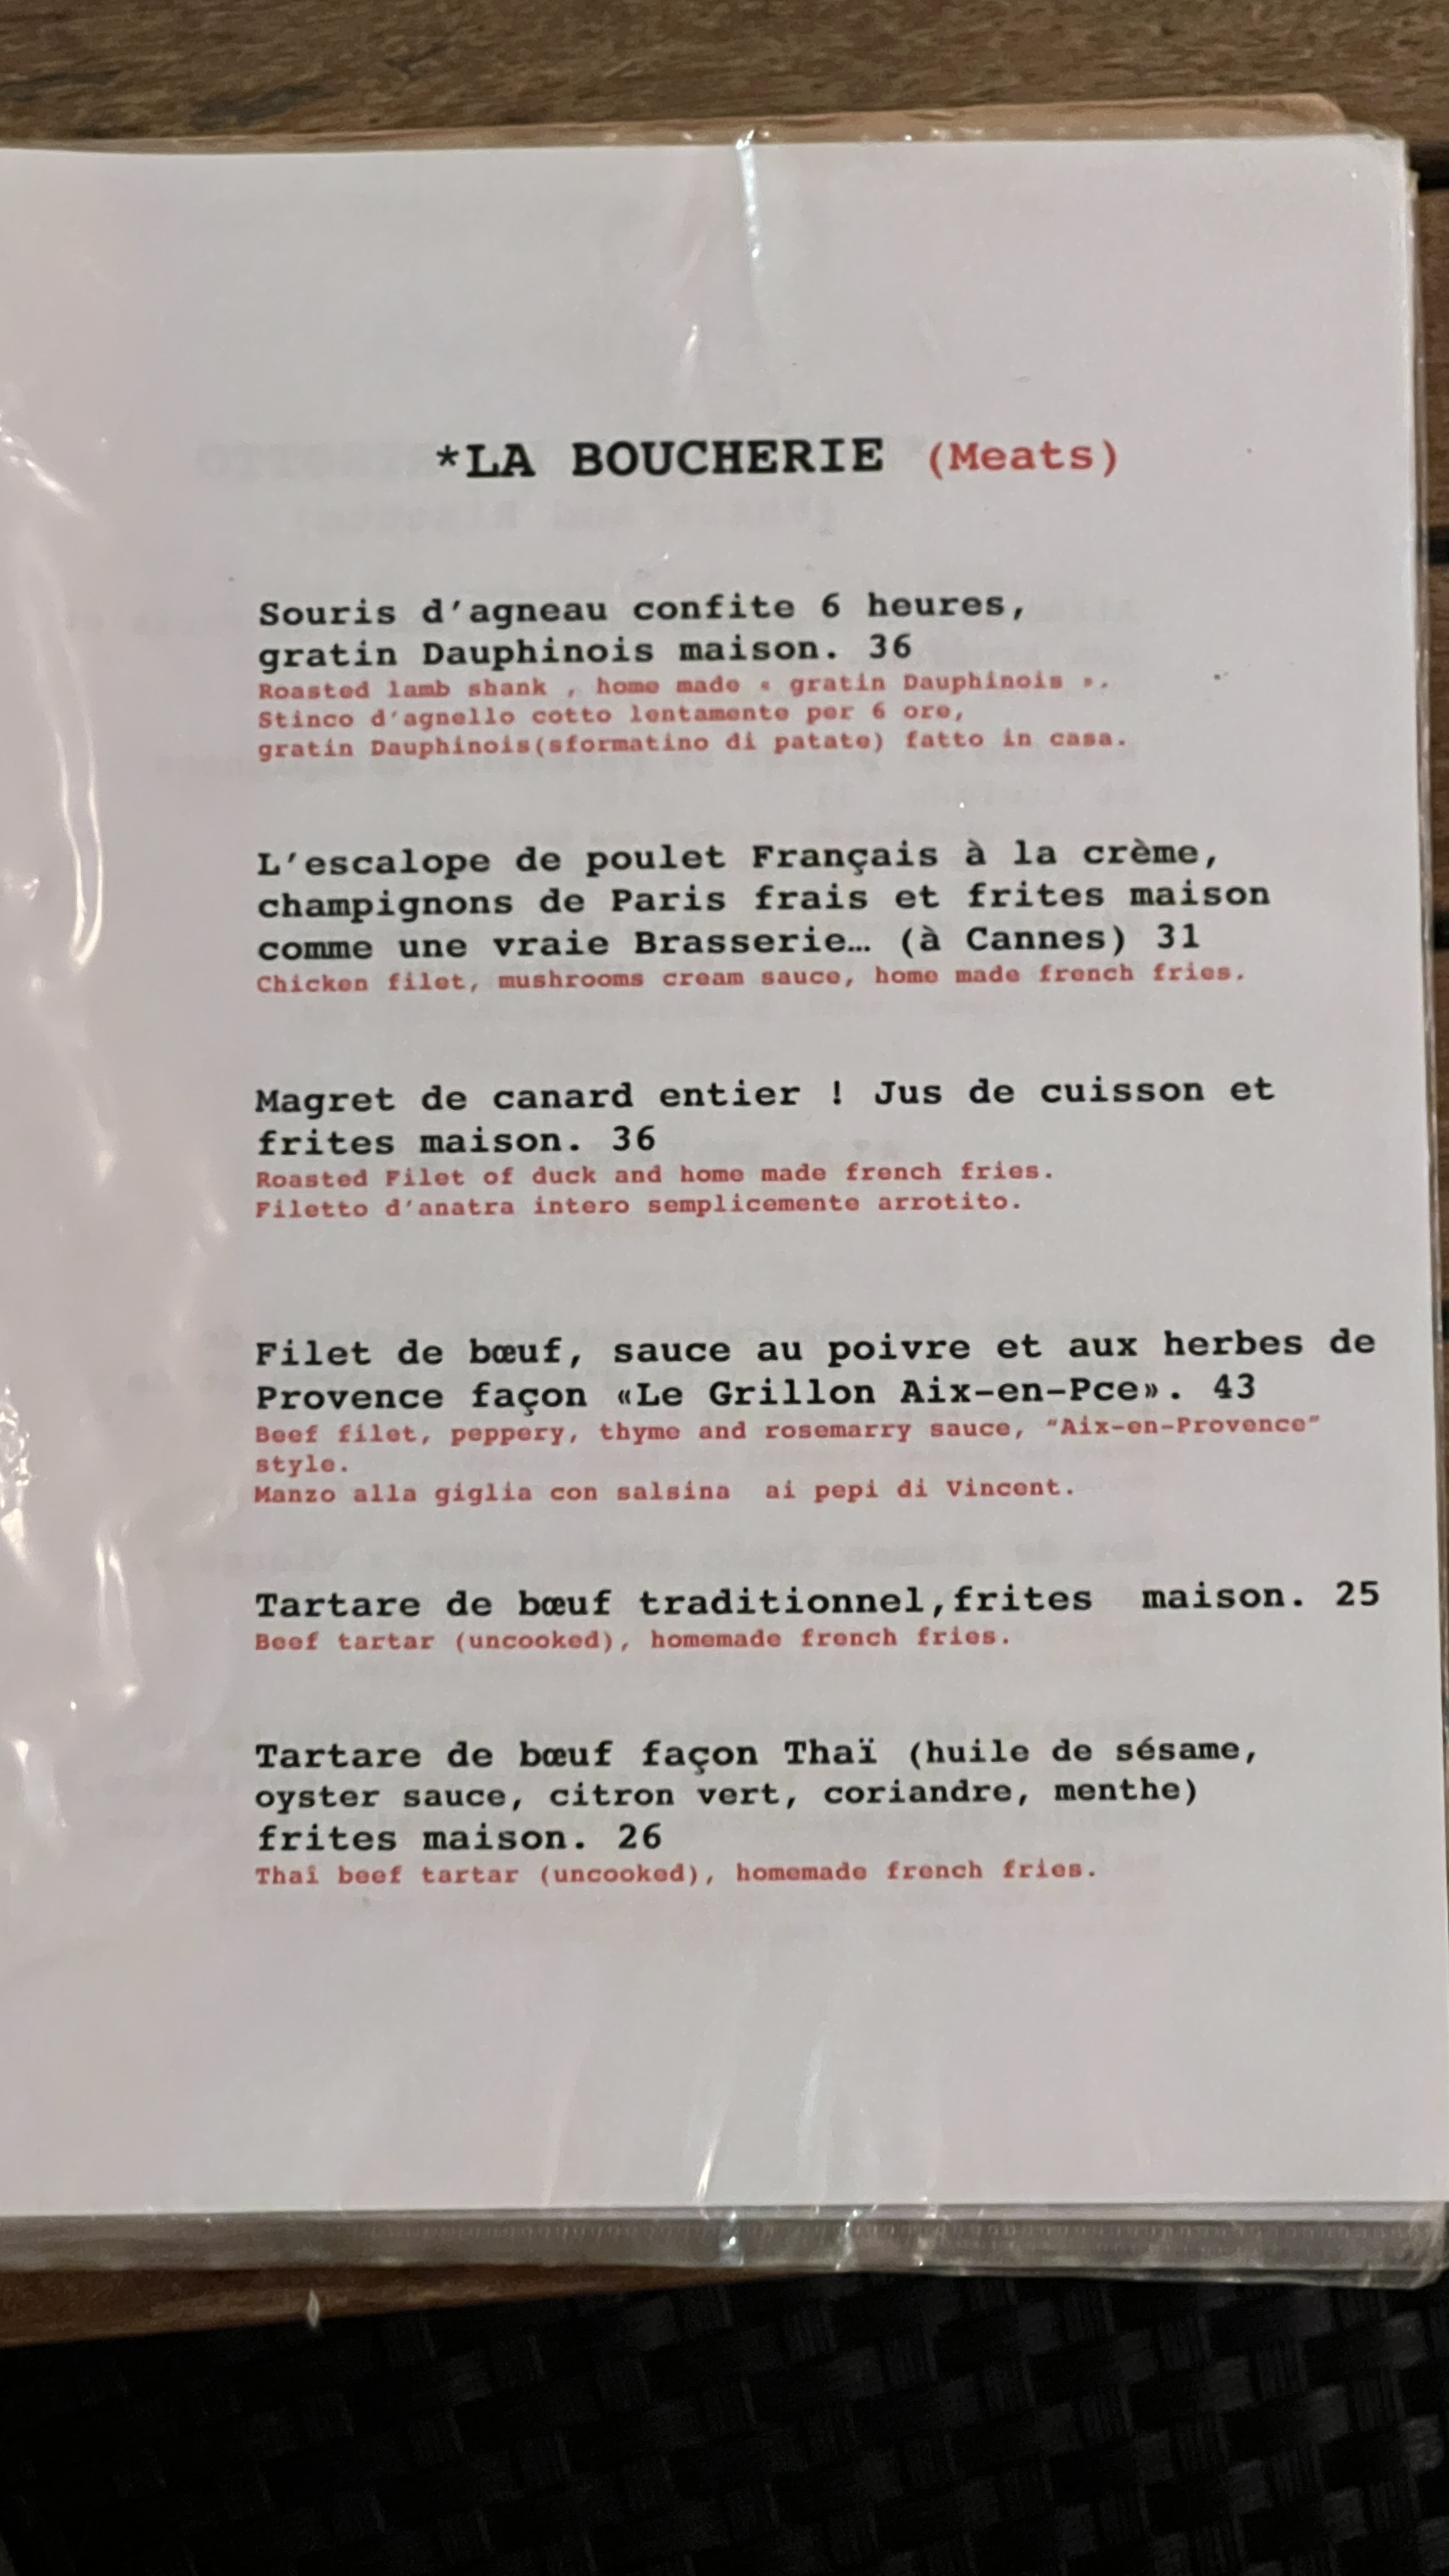 *LA BOUCHERIE (Meats)
Souris d'agneau confite 6 heures,
gratin Dauphinois maison. 36
Roasted lamb shank , home made « gratin Dauphinois ».
Stinco d'agnello cotto lentamente per 6 ore,
gratin Dauphinois(sformatino di patate) fatto in casa.
L'escalope de poulet Français à la crème,
champignons de Paris frais et frites maison
comme une vraie Brasserie… (à Cannes) 31
Chicken filet, mushrooms cream sauce, home made french fries.
Magret de canard entier ! Jus de cuisson et
frites maison. 36
Roasted Filet of duck and home made french fries.
Filetto d'anatra intero semplicemente arrotito.
Filet de bœuf, sauce au poivre et aux herbes de
Provence façon «Le Grillon Aix-en-Pce». 43
Beef filet, peppery, thyme and rosemarry sauce, "Aix-en-Provence"
style.
Manzo alla giglia con salsina ai pepi di Vincent.
Tartare de bœuf traditionnel,frites maison. 25
Beef tartar (uncooked), homemade french fries.
Tartare de bœuf façon Thaï (huile de sésame,
oyster sauce, citron vert, coriandre, menthe)
frites maison. 26
Thaî beef tartar (uncooked), homemade french fries.